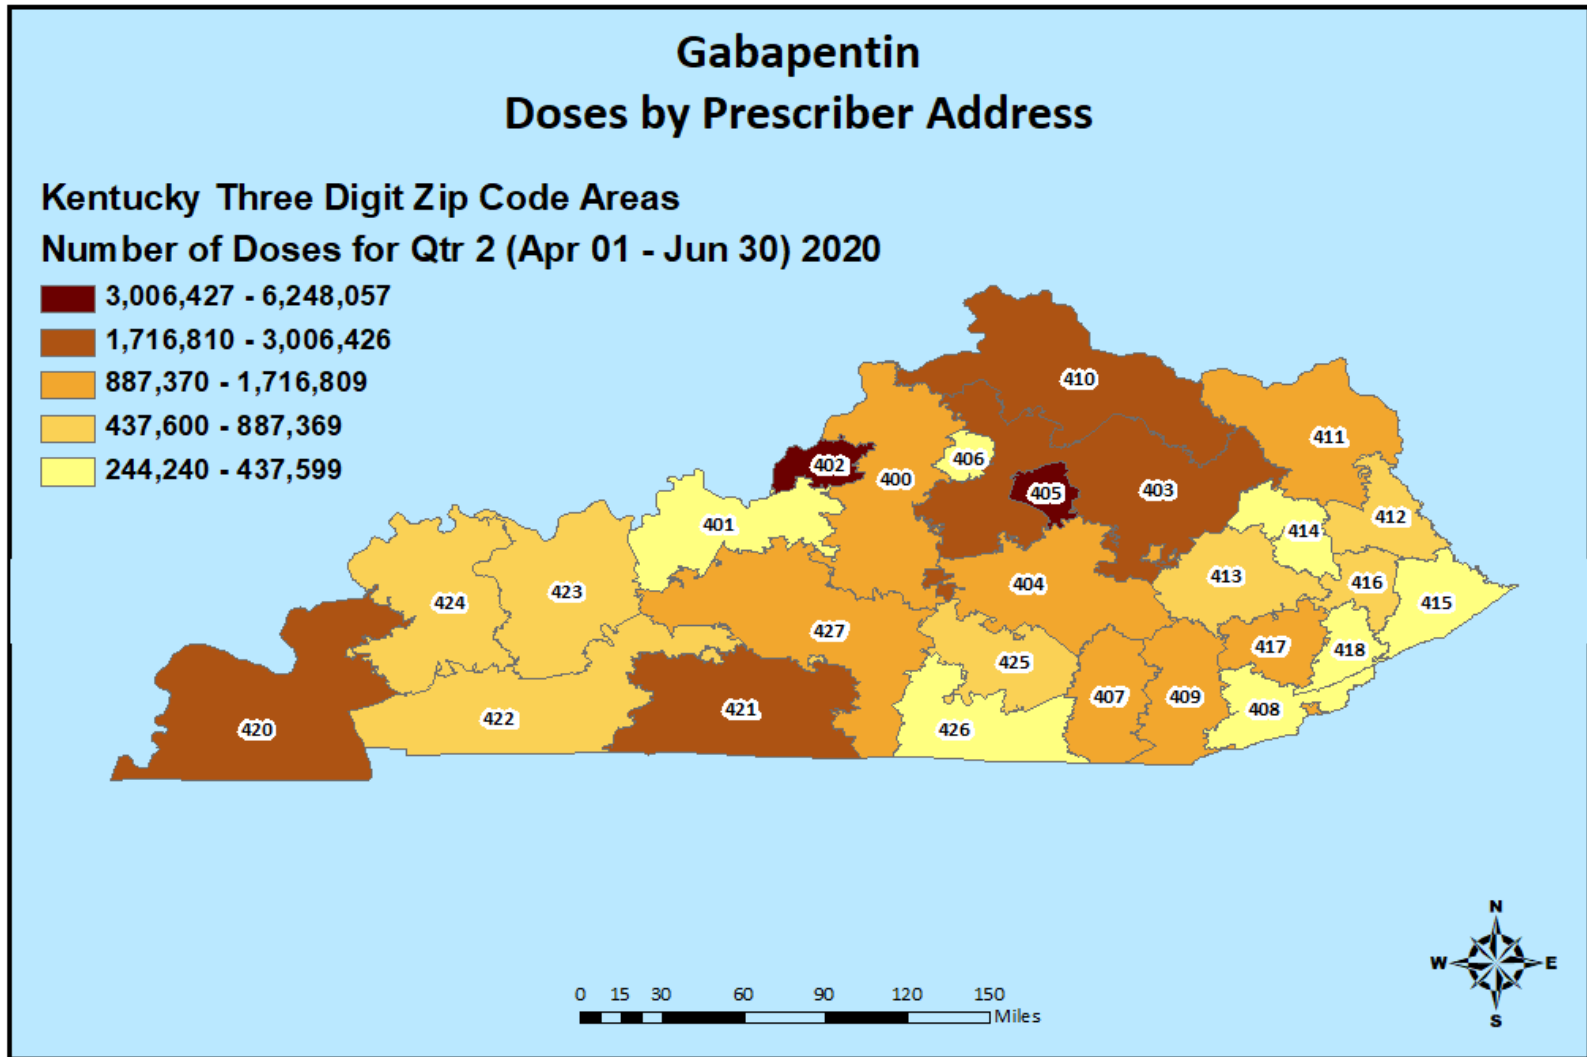 Gabapentin
Doses by Prescriber Address
Kentucky Three Digit Zip Code Areas
Number of Doses for Qtr 2 (Apr 01 - Jun 30) 2020
3,006,427 - 6,248,057
1,716,810 - 3,006,426
887,370 - 1,716,809
437,600 - 887,369
244,240 - 437,599
410
411
402
406
400
405
403
401
412
414
404
413
416
424
423
415
427
417
418
425
407
409
408
420
422
421
426
N
W E
S
0 15 30 60 90 120 150
Miles